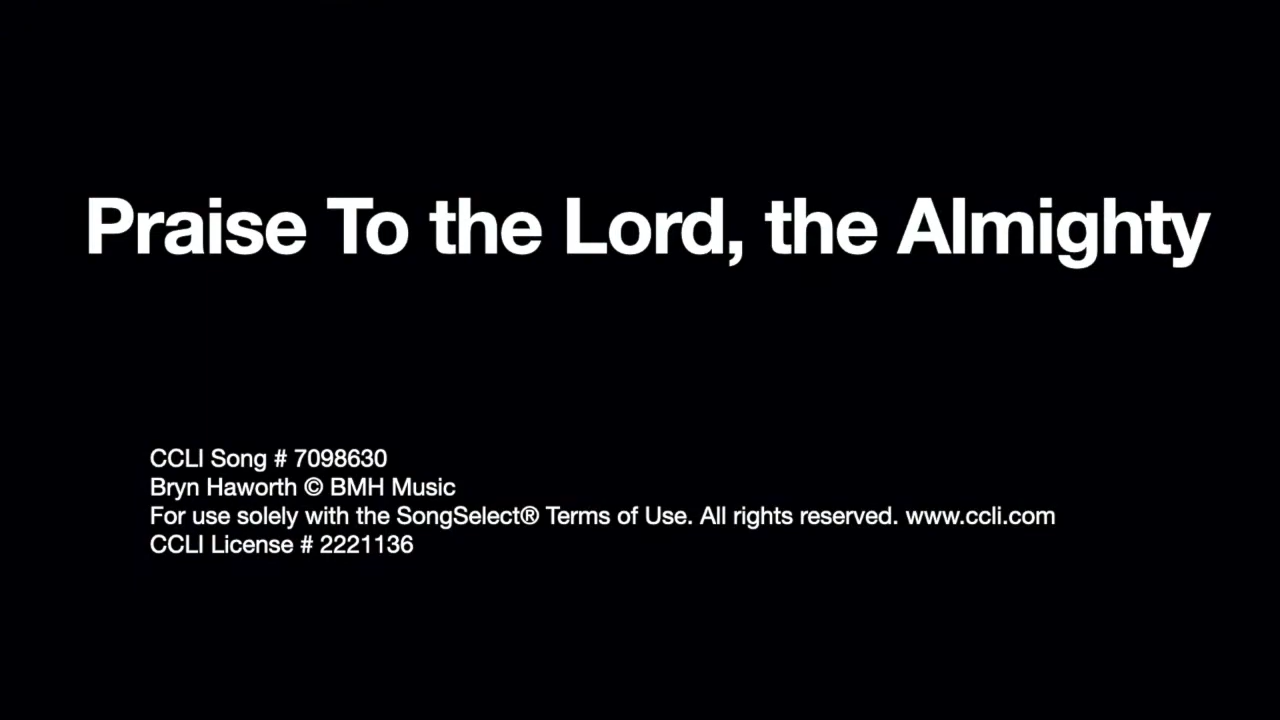 Praise To the Lord, the Almighty
CCLI Song # 7098630
Bryn Haworth © BMH Music
For use solely with the SongSelect® Terms of Use. All rights reserved. www.ccli.com
CCLI License # 2221136